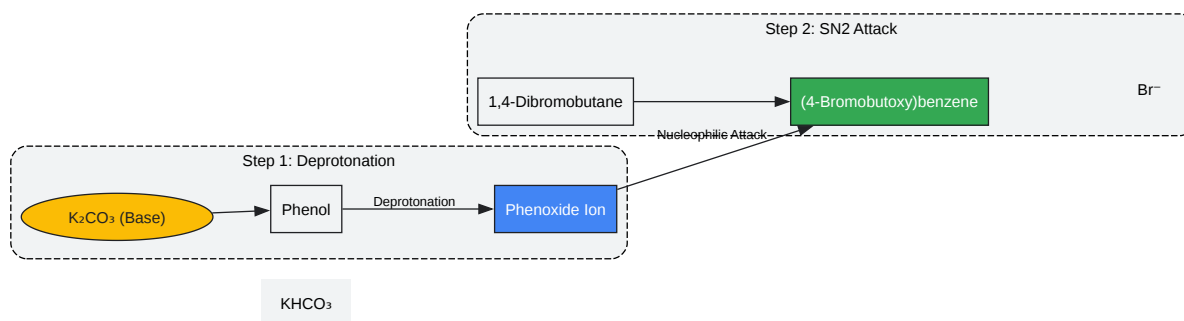 Step 2: SN2 Attack
1,4-Dibromobutane
(4-Bromobutoxy)benzene
Br⁻
Nucleophilic Attack
Step 1: Deprotonation
K₂CO₃ (Base)
Phenol
Deprotonation
Phenoxide Ion
KHCO₃